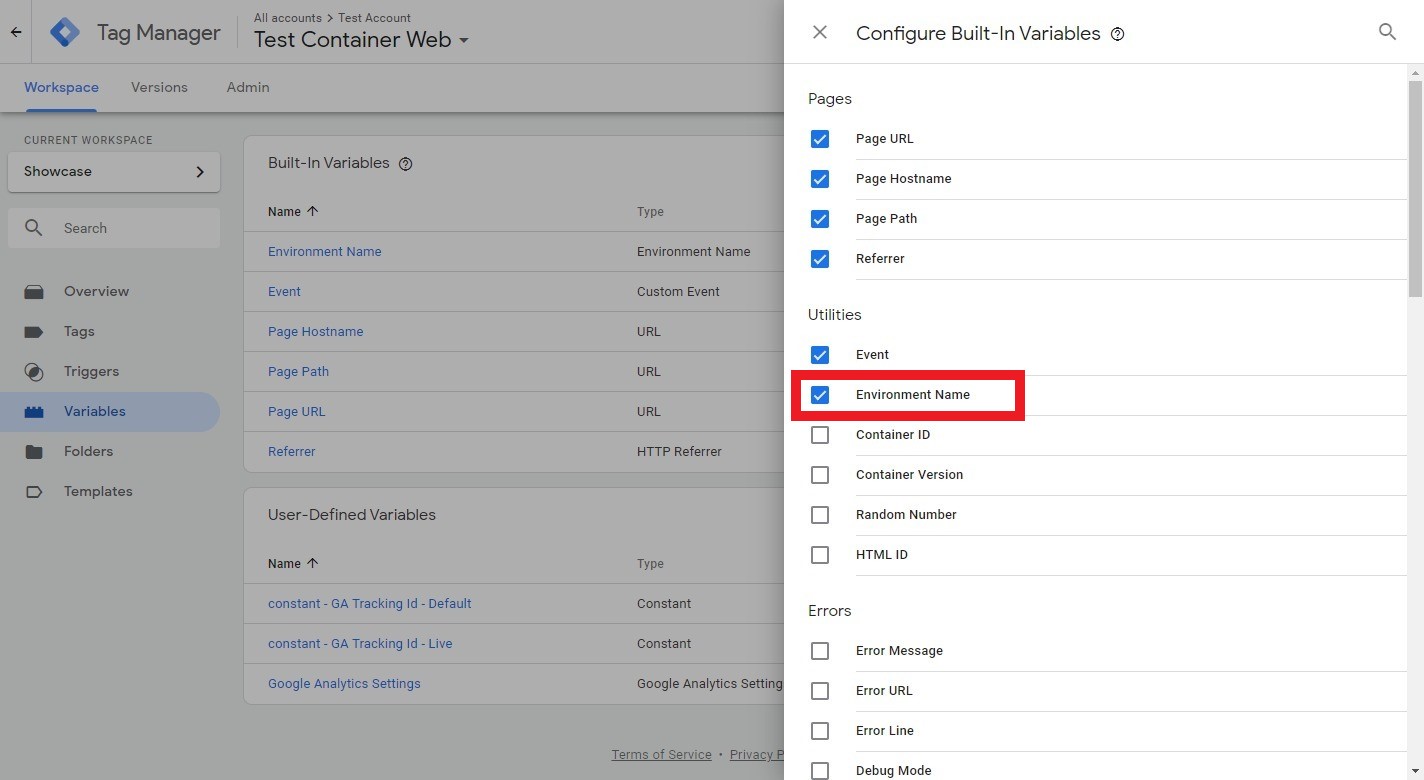 Tag Manager
All accounts > Test Account
Test Container Web
Workspace
Versions
Admin
CURRENT WORKSPACE
Showcase
Search
Overview
Tags
Triggers
Variables
Folders
Templates
Built-In Variables
Name Type
Environment Name Environment Name
Event Custom Event
Page Hostname URL
Page Path URL
Page URL URL
Referrer HTTP Referrer
User-Defined Variables
Name Type
constant - GA Tracking Id - Default Constant
constant - GA Tracking Id - Live Constant
Google Analytics Settings Google Analytics Setting
Terms of Service • Privacy P
Configure Built-In Variables
Pages
Page URL
Page Hostname
Page Path
Referrer
Utilities
Event
Environment Name
Container ID
Container Version
Random Number
HTML ID
Errors
Error Message
Error URL
Error Line
Debug Mode